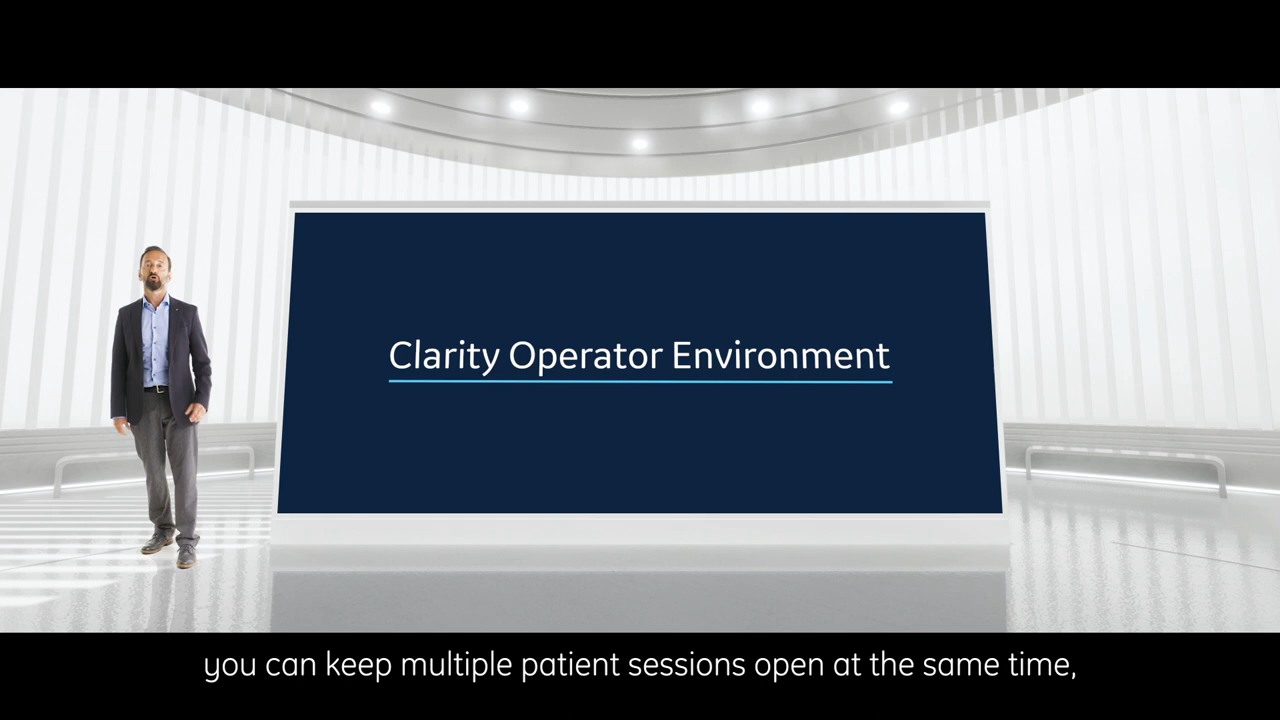 Clarity Operator Environment
you can keep multiple patient sessions open at the same time,